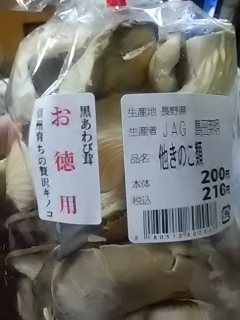 黒あわび茸
お徳用
信州育ちの贅沢キノコ
生産地 長野県
生産者 JAG
品名 他きのこ類
本体 200円
税込 216円